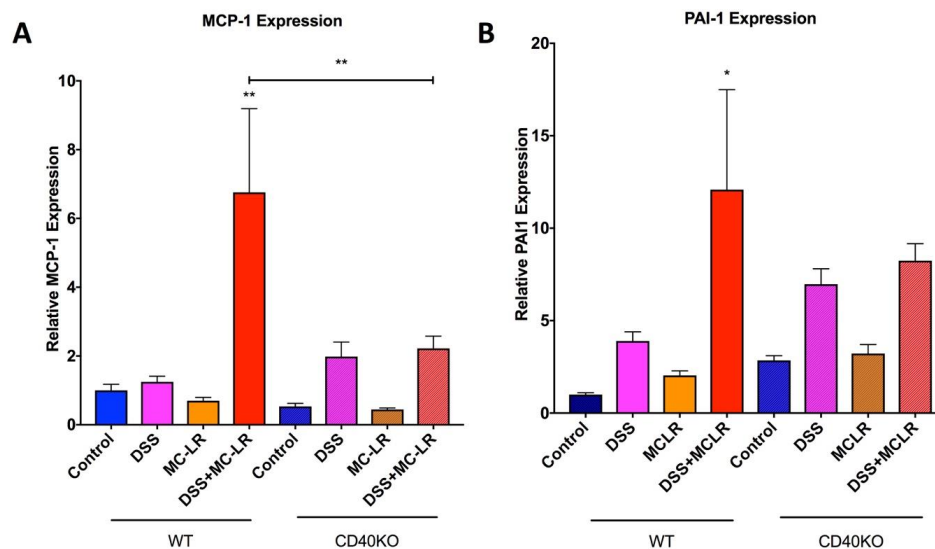 A
MCP-1 Expression
Relative MCP-1 Expression
10
8
6
4
2
0
**
**
Control
DSS
MC-LR
DSS+MC-LR
Control
DSS
MC-LR
DSS+MC-LR
WT
CD40KO
B
PAI-1 Expression
Relative PAI1 Expression
20
15
10
5
0
*
Control
DSS
MCLR
DSS+MCLR
Control
DSS
MCLR
DSS+MCLR
WT
CD40KO